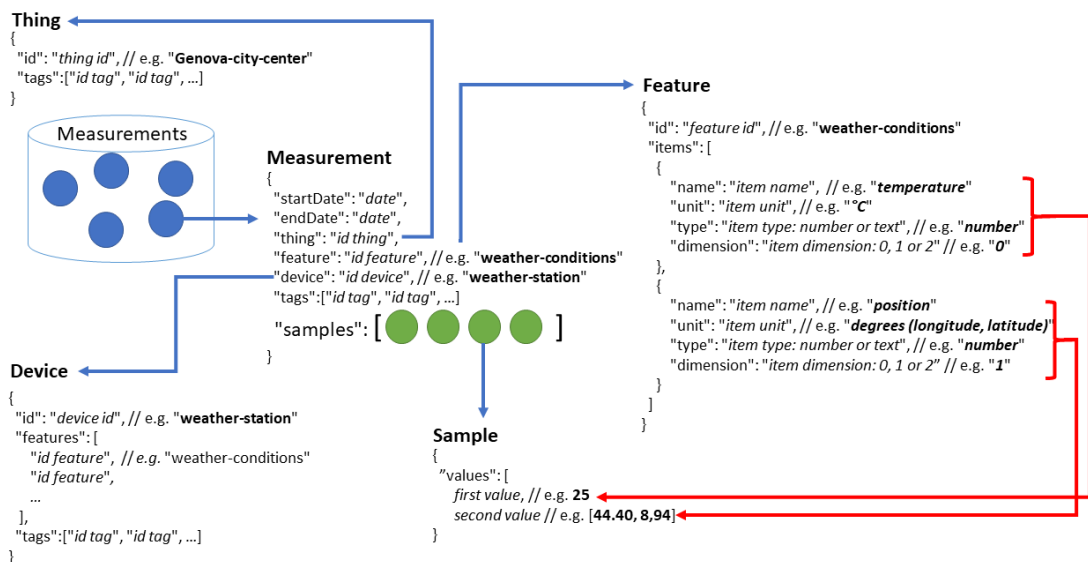 Thing
{
"id": "thing id", // e.g. "Genova-city-center"
"tags":["id tag", "id tag", ...]
}
Measurements
Measurement
{
"startDate": "date",
"endDate": "date",
"thing": "id thing",
"feature": "id feature", // e.g. "weather-conditions"
"device": "id device", // e.g. "weather-station"
"tags":["id tag", "id tag", ...]
"samples": [ ]
}
Feature
{
"id": "feature id", // e.g. "weather-conditions"
"items": [
{
"name": "item name", // e.g. "temperature"
"unit": "item unit", // e.g. "°C"
"type": "item type: number or text", // e.g. "number"
"dimension": "item dimension: 0, 1 or 2" // e.g. "0"
},
{
"name": "item name", // e.g. "position"
"unit": "item unit", // e.g. "degrees (longitude, latitude)"
"type": "item type: number or text", // e.g. "number"
"dimension": "item dimension: 0, 1 or 2" // e.g. "1"
}
]
}
Device
{
"id": "device id", // e.g. "weather-station"
"features": [
"id feature", // e.g. "weather-conditions"
"id feature",
...
],
"tags":["id tag", "id tag", ...]
}
Sample
{
"values": [
first value, // e.g. 25
second value // e.g. [44.40, 8,94]
}